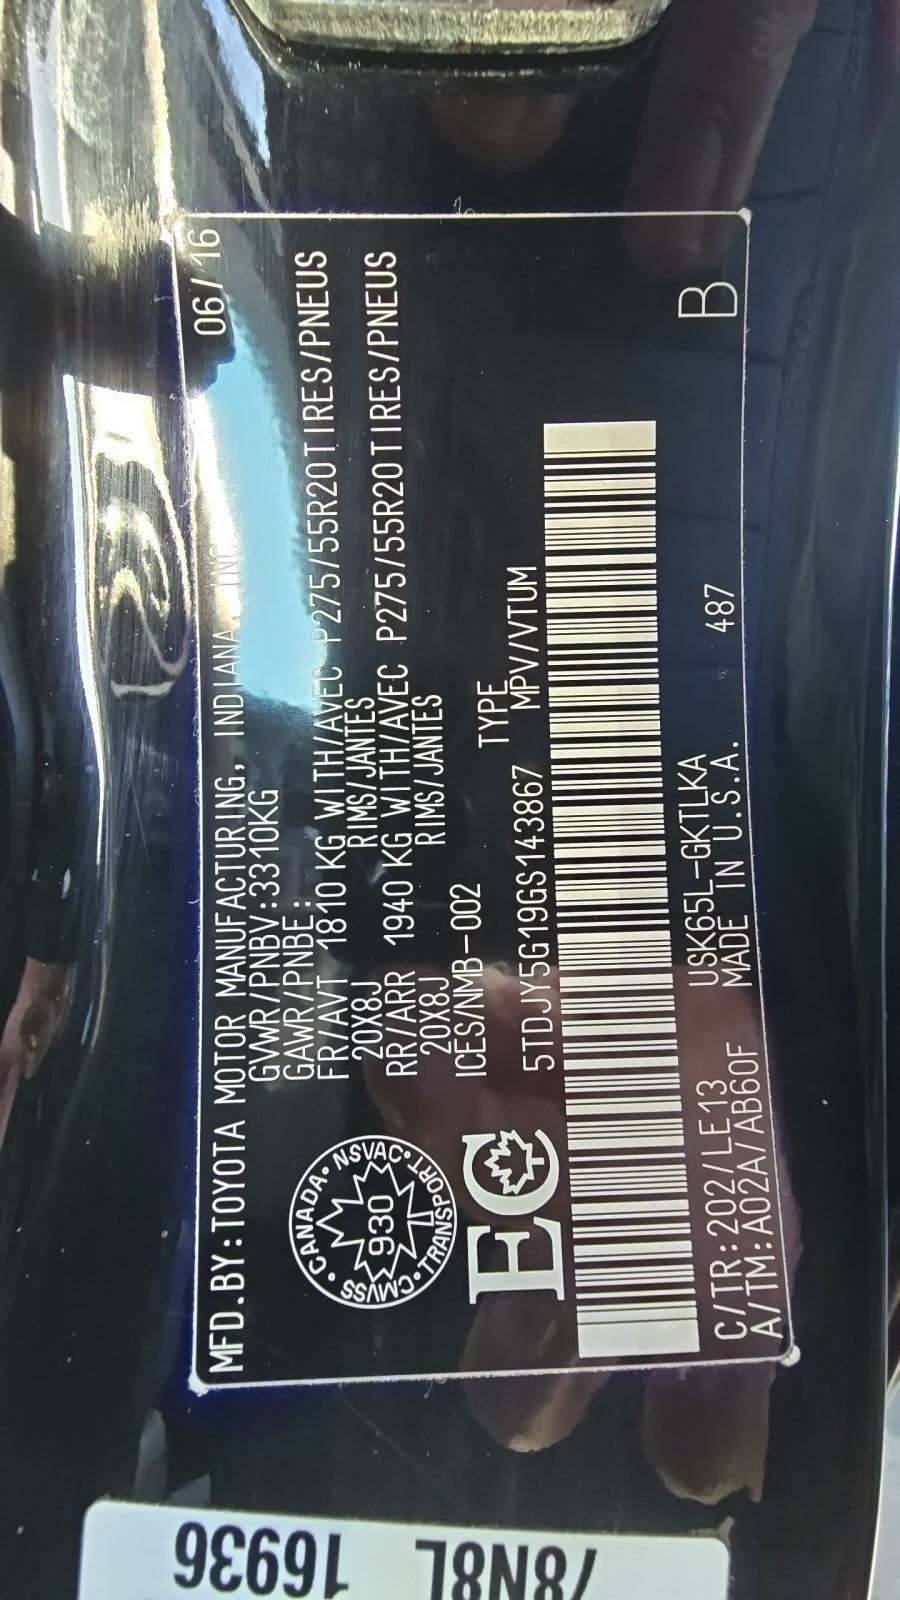 MFD.BY:TOYOTA MOTOR MANUFACTURING, INDIANA, INC. 06/16
GVWR/PNBV:3310KG
GAWR/PNBE:
FR/AVT 1810 KG WITH/AVEC P275/55R20TIRES/PNEUS
20X8J RIMS/JANTES
RR/ARR 1940 KG WITH/AVEC P275/55R20TIRES/PNEUS
20X8J RIMS/JANTES
ICES/NMB-002
TYPE
5TDJY5G19GS143867 MPV/VTUM
CANADA · NSVAC · TRANSPORT · CMVSS ·
930
EC
C/TR:202/LE13 USK65L-GKTLKA
A/TM:A02A/AB60F MADE IN U.S.A. 487
B
78N8L
16936